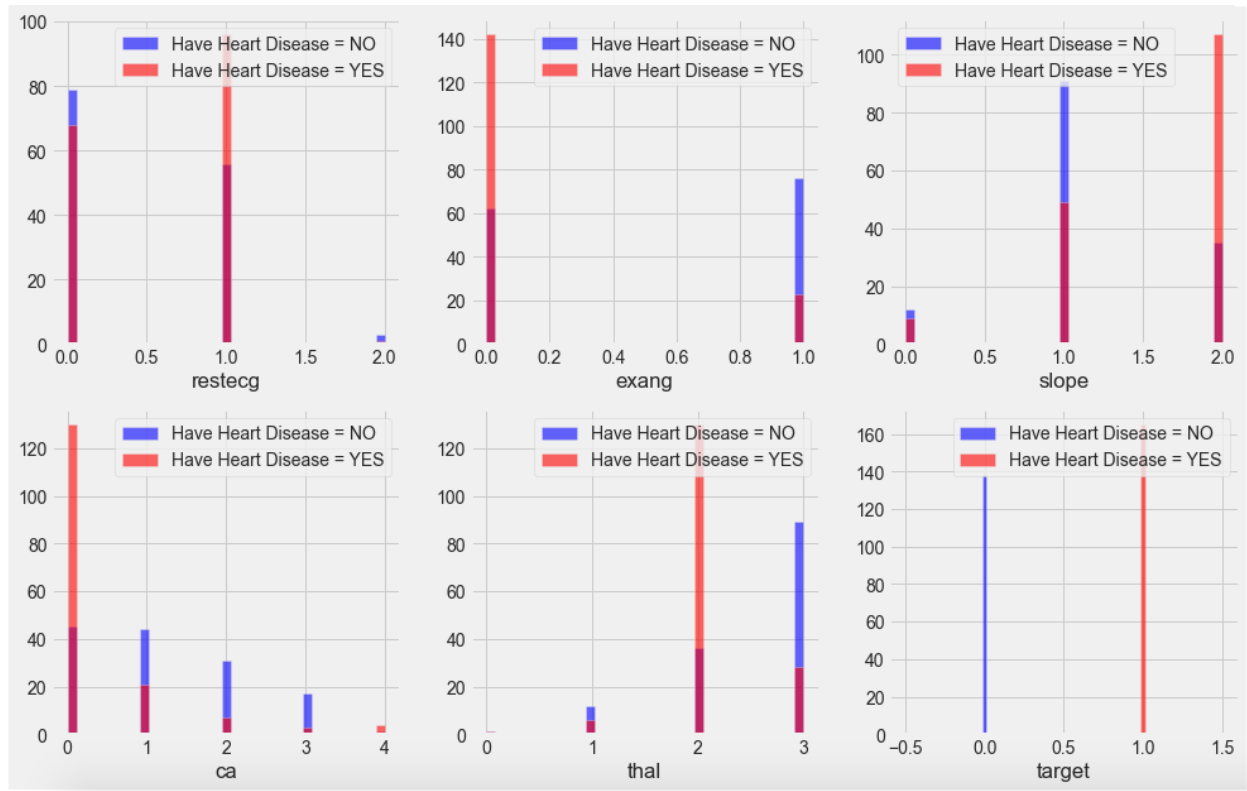 100
80
60
40
20
0
Have Heart Disease = NO
Have Heart Disease = YES
0.0 0.5 1.0 1.5 2.0
restecg
140
120
100
80
60
40
20
0
Have Heart Disease = NO
Have Heart Disease = YES
0.0 0.2 0.4 0.6 0.8 1.0
exang
100
80
60
40
20
0
Have Heart Disease = NO
Have Heart Disease = YES
0.0 0.5 1.0 1.5 2.0
slope
120
100
80
60
40
20
0
Have Heart Disease = NO
Have Heart Disease = YES
0 1 2 3 4
ca
120
100
80
60
40
20
0
Have Heart Disease = NO
Have Heart Disease = YES
0 1 2 3
thal
160
140
120
100
80
60
40
20
0
Have Heart Disease = NO
Have Heart Disease = YES
−0.5 0.0 0.5 1.0 1.5
target